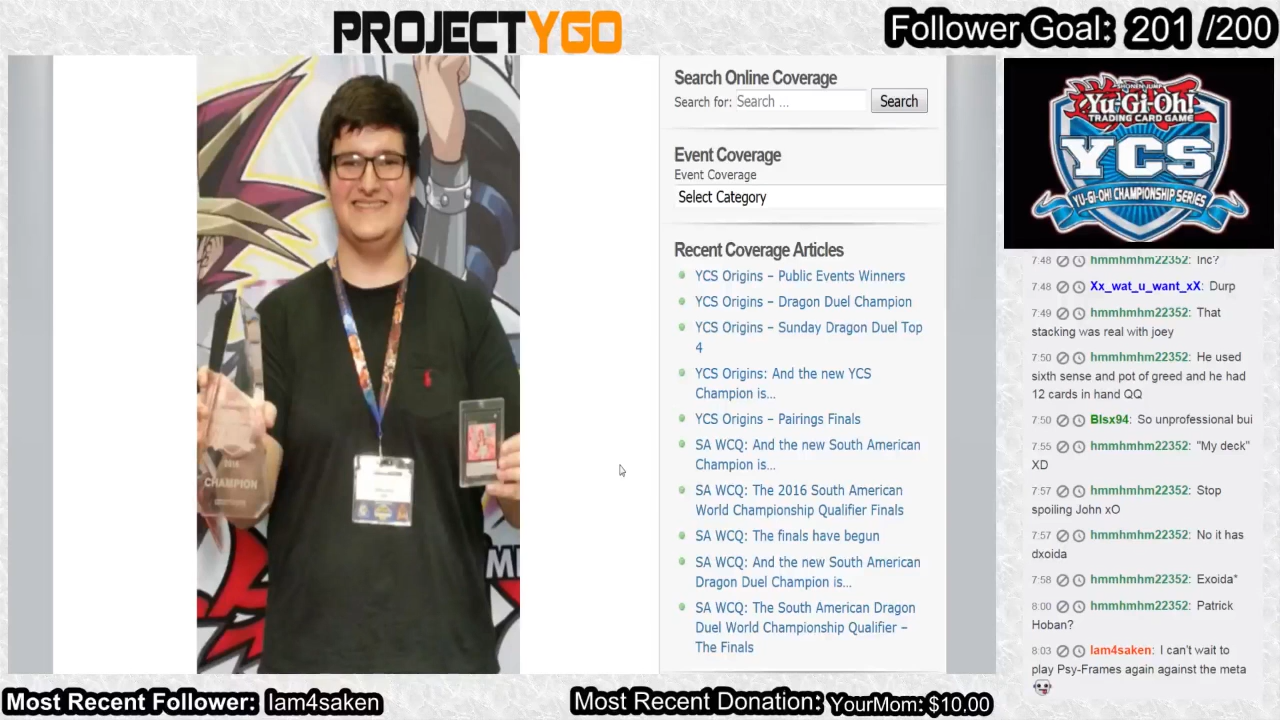 PROJECTYGO
Follower Goal: 201 /200
2016
CHAMPION
Search Online Coverage
Search for: Search ... Search
Event Coverage
Event Coverage
Select Category
Recent Coverage Articles
YCS Origins – Public Events Winners
YCS Origins – Dragon Duel Champion
YCS Origins – Sunday Dragon Duel Top
4
YCS Origins: And the new YCS
Champion is...
YCS Origins – Pairings Finals
SA WCQ: And the new South American
Champion is...
SA WCQ: The 2016 South American
World Championship Qualifier Finals
SA WCQ: The finals have begun
SA WCQ: And the new South American
Dragon Duel Champion is...
SA WCQ: The South American Dragon
Duel World Championship Qualifier –
The Finals
SHONEN JUMP
Yu-Gi-Oh!
TRADING CARD GAME
YCS
YU-GI-OH! CHAMPIONSHIP SERIES
7:48 hmmhmhm22352: Inc?
7:48 Xx_wat_u_want_xX: Durp
7:49 hmmhmhm22352: That
stacking was real with joey
7:50 hmmhmhm22352: He used
sixth sense and pot of greed and he had
12 cards in hand QQ
7:50 Blsx94: So unprofessional bui
7:55 hmmhmhm22352: "My deck"
XD
7:57 hmmhmhm22352: Stop
spoiling John xO
7:57 hmmhmhm22352: No it has
dxoida
7:58 hmmhmhm22352: Exoida*
8:00 hmmhmhm22352: Patrick
Hoban?
8:03 Iam4saken: I can't wait to
play Psy-Frames again against the meta
Most Recent Follower: Iam4saken
Most Recent Donation: YourMom: $10.00